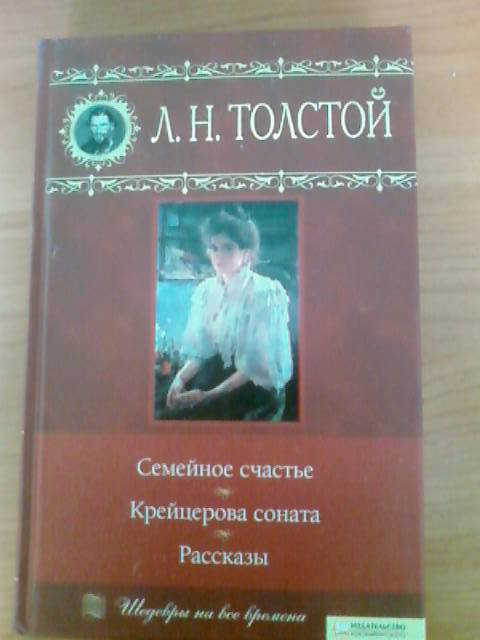 Л. Н. ТОЛСТОЙ
Семейное счастье
Крейцерова соната
Рассказы
Шедевры на все времена
ИЗДАТЕЛЬСТВО